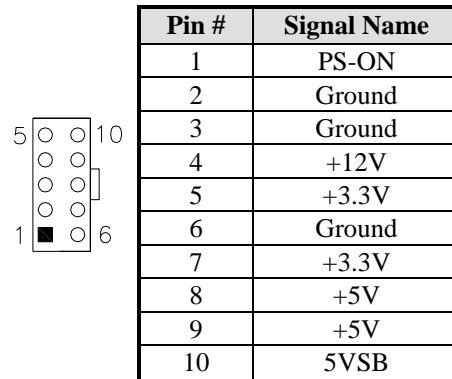 5 10
1 6
Pin # Signal Name
1 PS-ON
2 Ground
3 Ground
4 +12V
5 +3.3V
6 Ground
7 +3.3V
8 +5V
9 +5V
10 5VSB